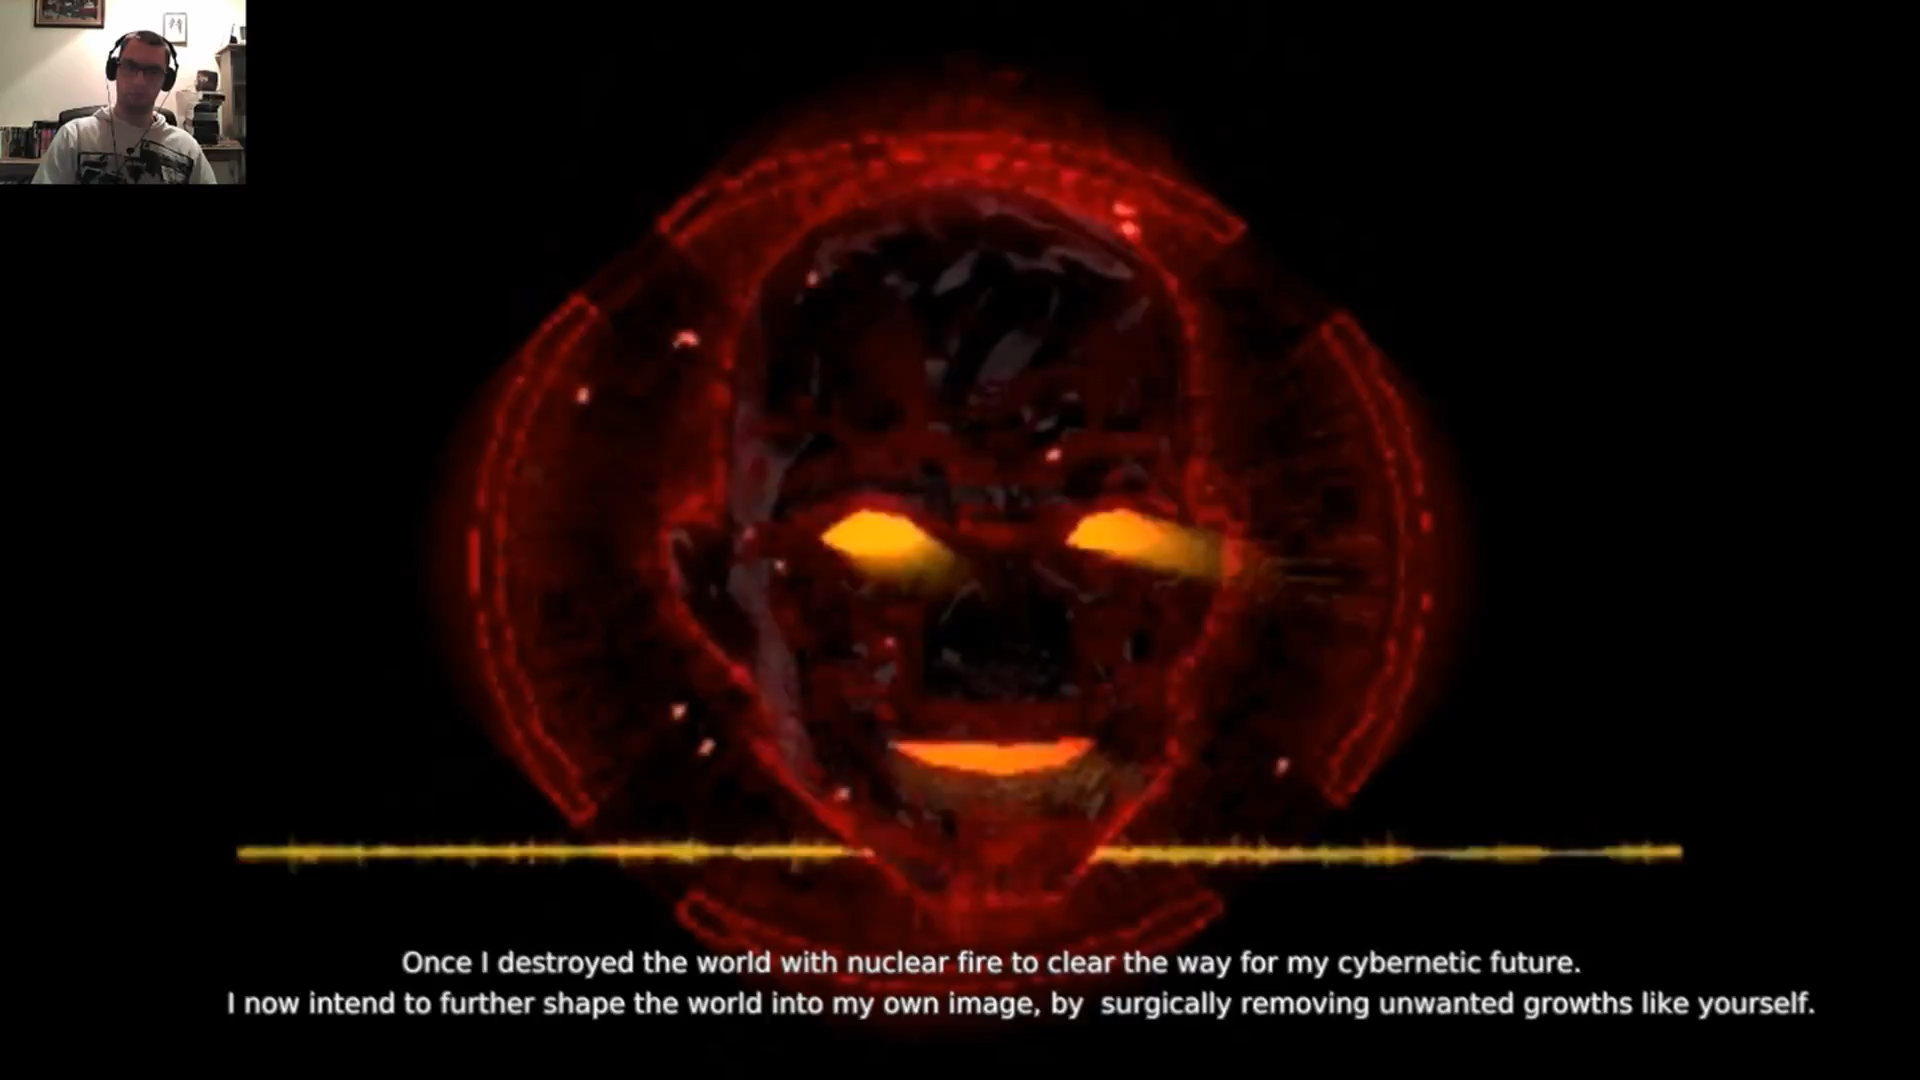 Once I destroyed the world with nuclear fire to clear the way for my cybernetic future.
I now intend to further shape the world into my own image, by  surgically removing unwanted growths like yourself.